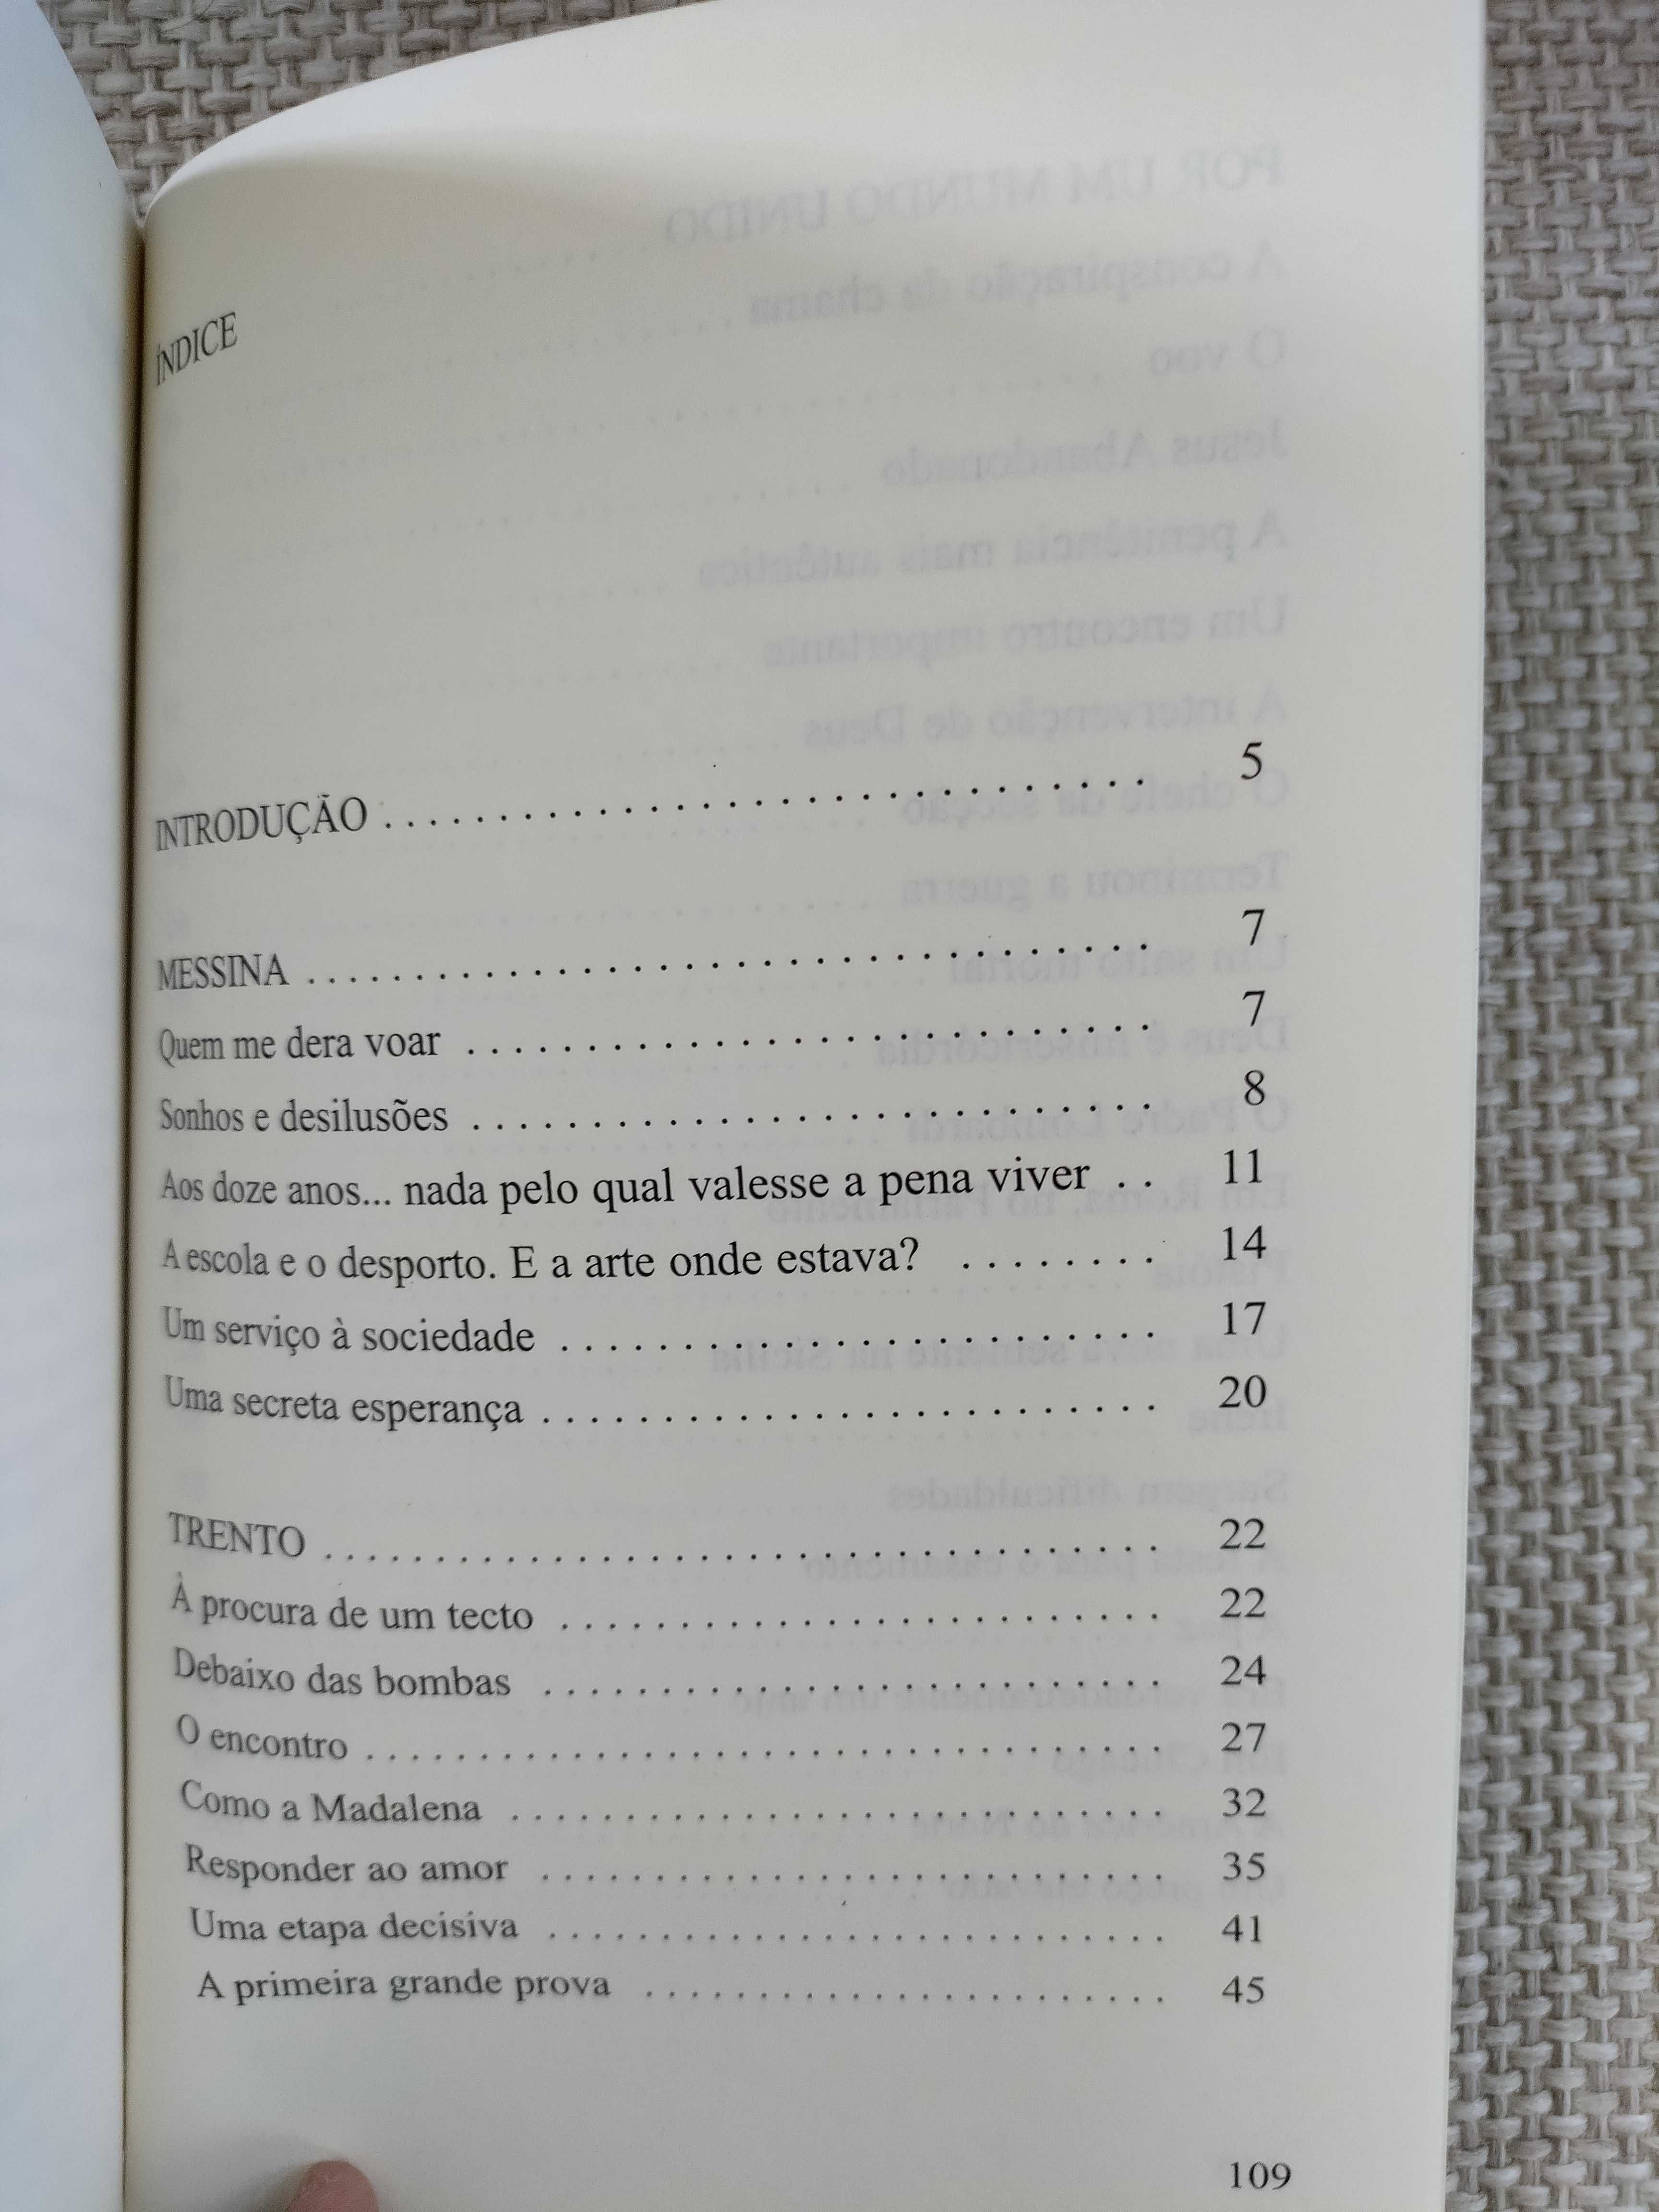 ÍNDICE
INTRODUÇÃO . . . . . . . . . . . . . . . . . . . . . . . . . . . . 5
MESSINA . . . . . . . . . . . . . . . . . . . . . . . . . . . . . . 7
Quem me dera voar . . . . . . . . . . . . . . . . . . . . . . . . 7
Sonhos e desilusões . . . . . . . . . . . . . . . . . . . . . . . . 8
Aos doze anos... nada pelo qual valesse a pena viver . . 11
A escola e o desporto. E a arte onde estava? . . . . . . . . 14
Um serviço à sociedade . . . . . . . . . . . . . . . . . . . . . 17
Uma secreta esperança . . . . . . . . . . . . . . . . . . . . . . 20
TRENTO . . . . . . . . . . . . . . . . . . . . . . . . . . . . . 22
À procura de um tecto . . . . . . . . . . . . . . . . . . . . . 22
Debaixo das bombas . . . . . . . . . . . . . . . . . . . . . . 24
O encontro . . . . . . . . . . . . . . . . . . . . . . . . . . . . 27
Como a Madalena . . . . . . . . . . . . . . . . . . . . . . . 32
Responder ao amor . . . . . . . . . . . . . . . . . . . . . . 35
Uma etapa decisiva . . . . . . . . . . . . . . . . . . . . . . 41
A primeira grande prova . . . . . . . . . . . . . . . . . . 45
109